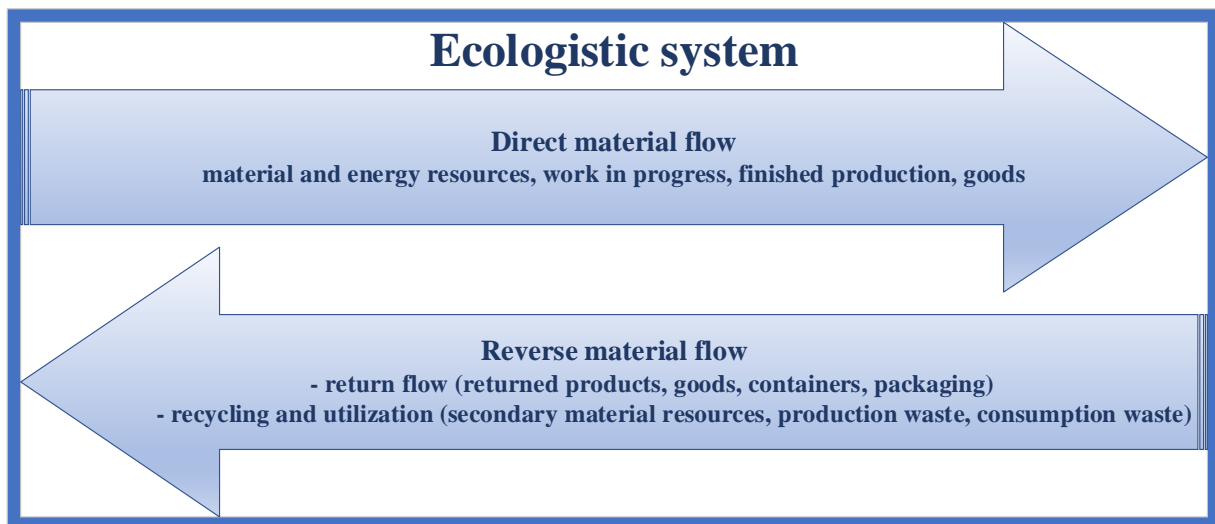 Ecologistic system
Direct material flow
material and energy resources, work in progress, finished production, goods
Reverse material flow
- return flow (returned products, goods, containers, packaging)
- recycling and utilization (secondary material resources, production waste, consumption waste)